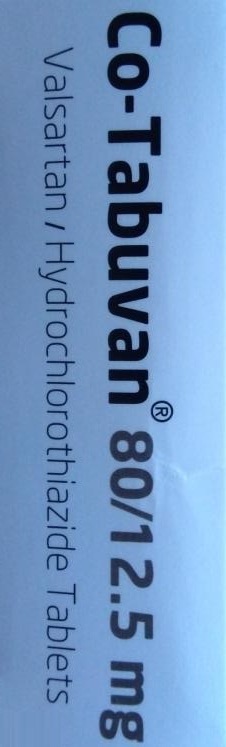 Co-Tabuvan® 80/12.5 mg
Valsartan / Hydrochlorothiazide Tablets